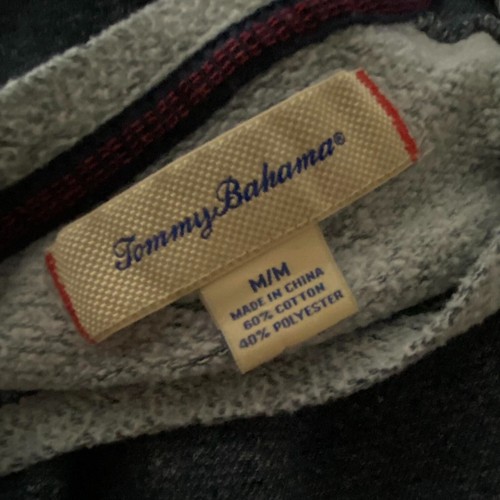 Tommy Bahama®
M/M
MADE IN CHINA
60% COTTON
40% POLYESTER